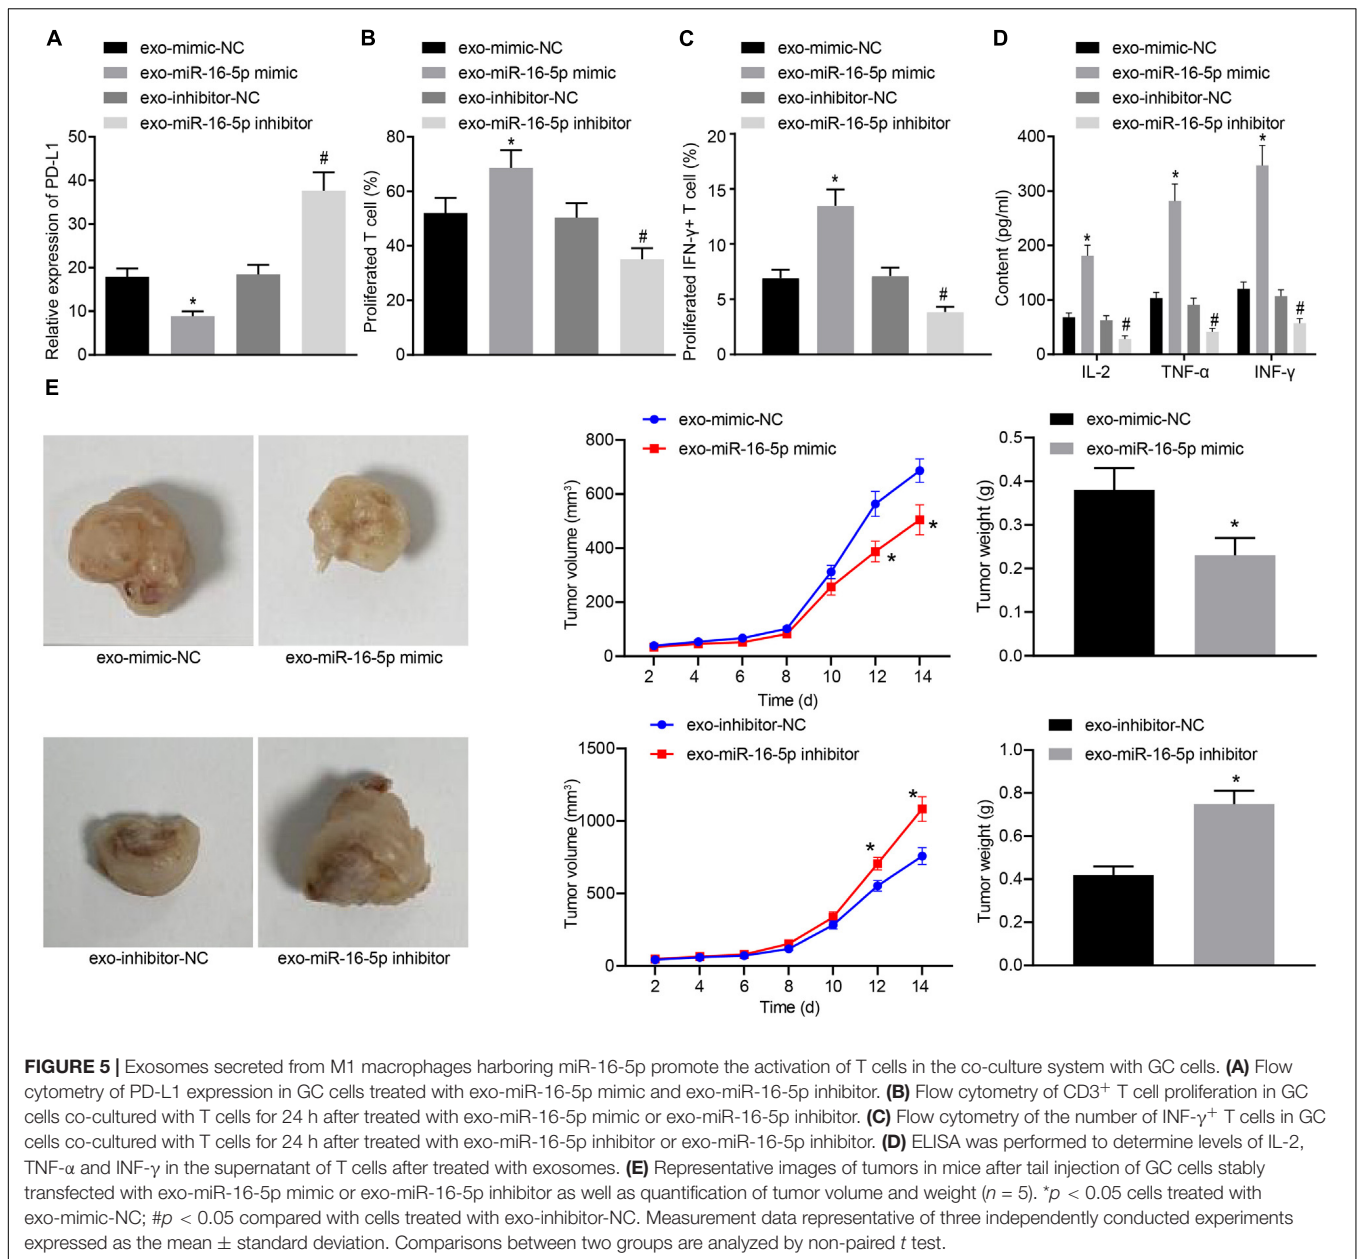 A
exo-mimic-NC
exo-miR-16-5p mimic
exo-inhibitor-NC
exo-miR-16-5p inhibitor
Relative expression of PD-L1
50
40
30
20
10
0
*
#
B
exo-mimic-NC
exo-miR-16-5p mimic
exo-inhibitor-NC
exo-miR-16-5p inhibitor
Proliferated T cell (%)
80
60
40
20
0
*
#
C
exo-mimic-NC
exo-miR-16-5p mimic
exo-inhibitor-NC
exo-miR-16-5p inhibitor
Proliferated IFN-γ+ T cell (%)
20
15
10
5
0
*
#
D
exo-mimic-NC
exo-miR-16-5p mimic
exo-inhibitor-NC
exo-miR-16-5p inhibitor
Content (pg/ml)
400
300
200
100
0
*
#
*
#
*
#
IL-2 TNF-α INF-γ
E
exo-mimic-NC
exo-miR-16-5p mimic
exo-mimic-NC
exo-miR-16-5p mimic
Tumor volume (mm³)
800
600
400
200
0
*
*
2 4 6 8 10 12 14
Time (d)
exo-mimic-NC
exo-miR-16-5p mimic
Tumor weight (g)
0.5
0.4
0.3
0.2
0.1
0.0
*
exo-inhibitor-NC
exo-miR-16-5p inhibitor
exo-inhibitor-NC
exo-miR-16-5p inhibitor
Tumor volume (mm³)
1500
1000
500
0
*
*
2 4 6 8 10 12 14
Time (d)
exo-inhibitor-NC
exo-miR-16-5p inhibitor
Tumor weight (g)
1.0
0.8
0.6
0.4
0.2
0.0
*
FIGURE 5 | Exosomes secreted from M1 macrophages harboring miR-16-5p promote the activation of T cells in the co-culture system with GC cells. (A) Flow
cytometry of PD-L1 expression in GC cells treated with exo-miR-16-5p mimic and exo-miR-16-5p inhibitor. (B) Flow cytometry of CD3⁺ T cell proliferation in GC
cells co-cultured with T cells for 24 h after treated with exo-miR-16-5p mimic or exo-miR-16-5p inhibitor. (C) Flow cytometry of the number of INF-γ⁺ T cells in GC
cells co-cultured with T cells for 24 h after treated with exo-miR-16-5p inhibitor or exo-miR-16-5p inhibitor. (D) ELISA was performed to determine levels of IL-2,
TNF-α and INF-γ in the supernatant of T cells after treated with exosomes. (E) Representative images of tumors in mice after tail injection of GC cells stably
transfected with exo-miR-16-5p mimic or exo-miR-16-5p inhibitor as well as quantification of tumor volume and weight (n = 5). *p < 0.05 cells treated with
exo-mimic-NC; #p < 0.05 compared with cells treated with exo-inhibitor-NC. Measurement data representative of three independently conducted experiments
expressed as the mean ± standard deviation. Comparisons between two groups are analyzed by non-paired t test.